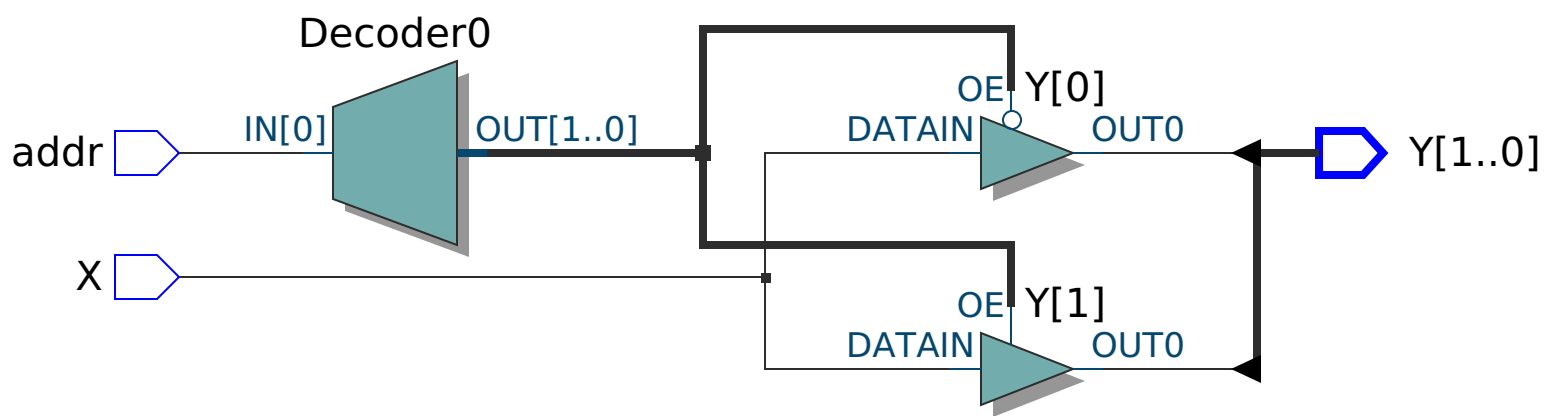 Decoder0
OE Y[0]
IN[0] OUT[1..0] DATAIN OUT0
addr Y[1..0]
X
OE Y[1]
DATAIN OUT0